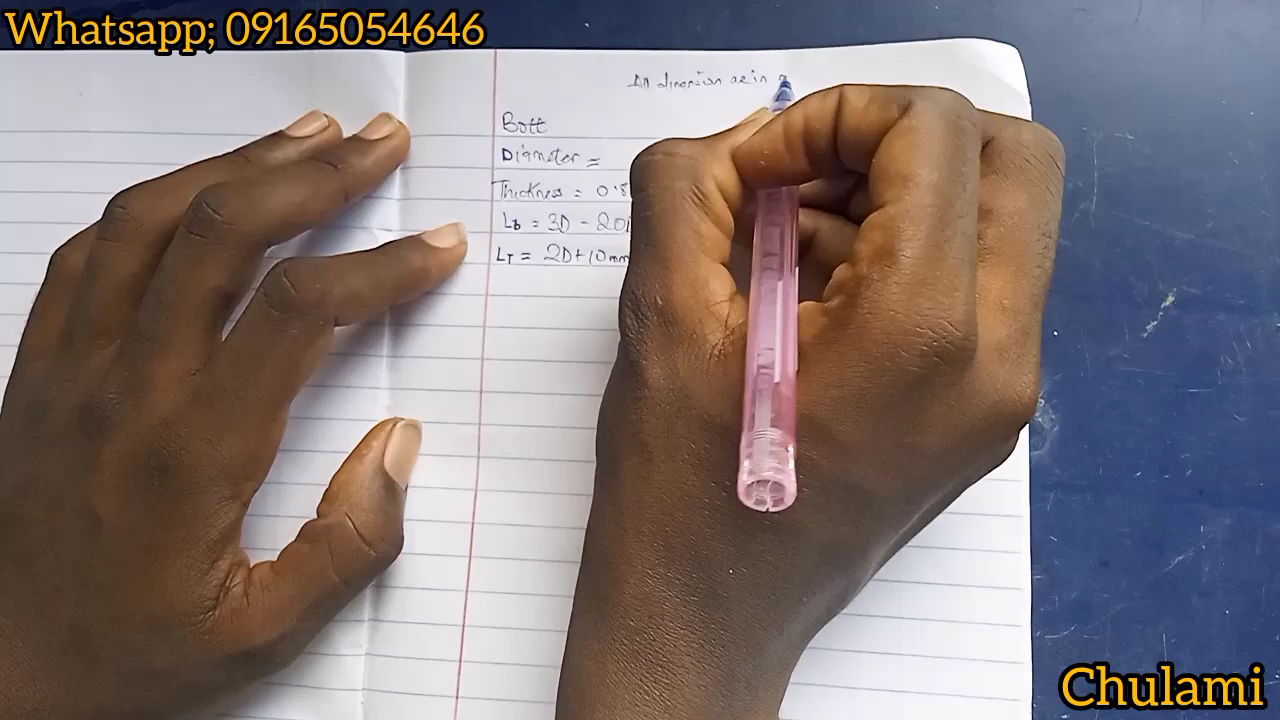 Whatsapp; 09165054646
All dimension are in
Bolt
Diameter =
Thickness = 0.8
Lb = 3D - 20
LT = 2D + 10mm
Chulami